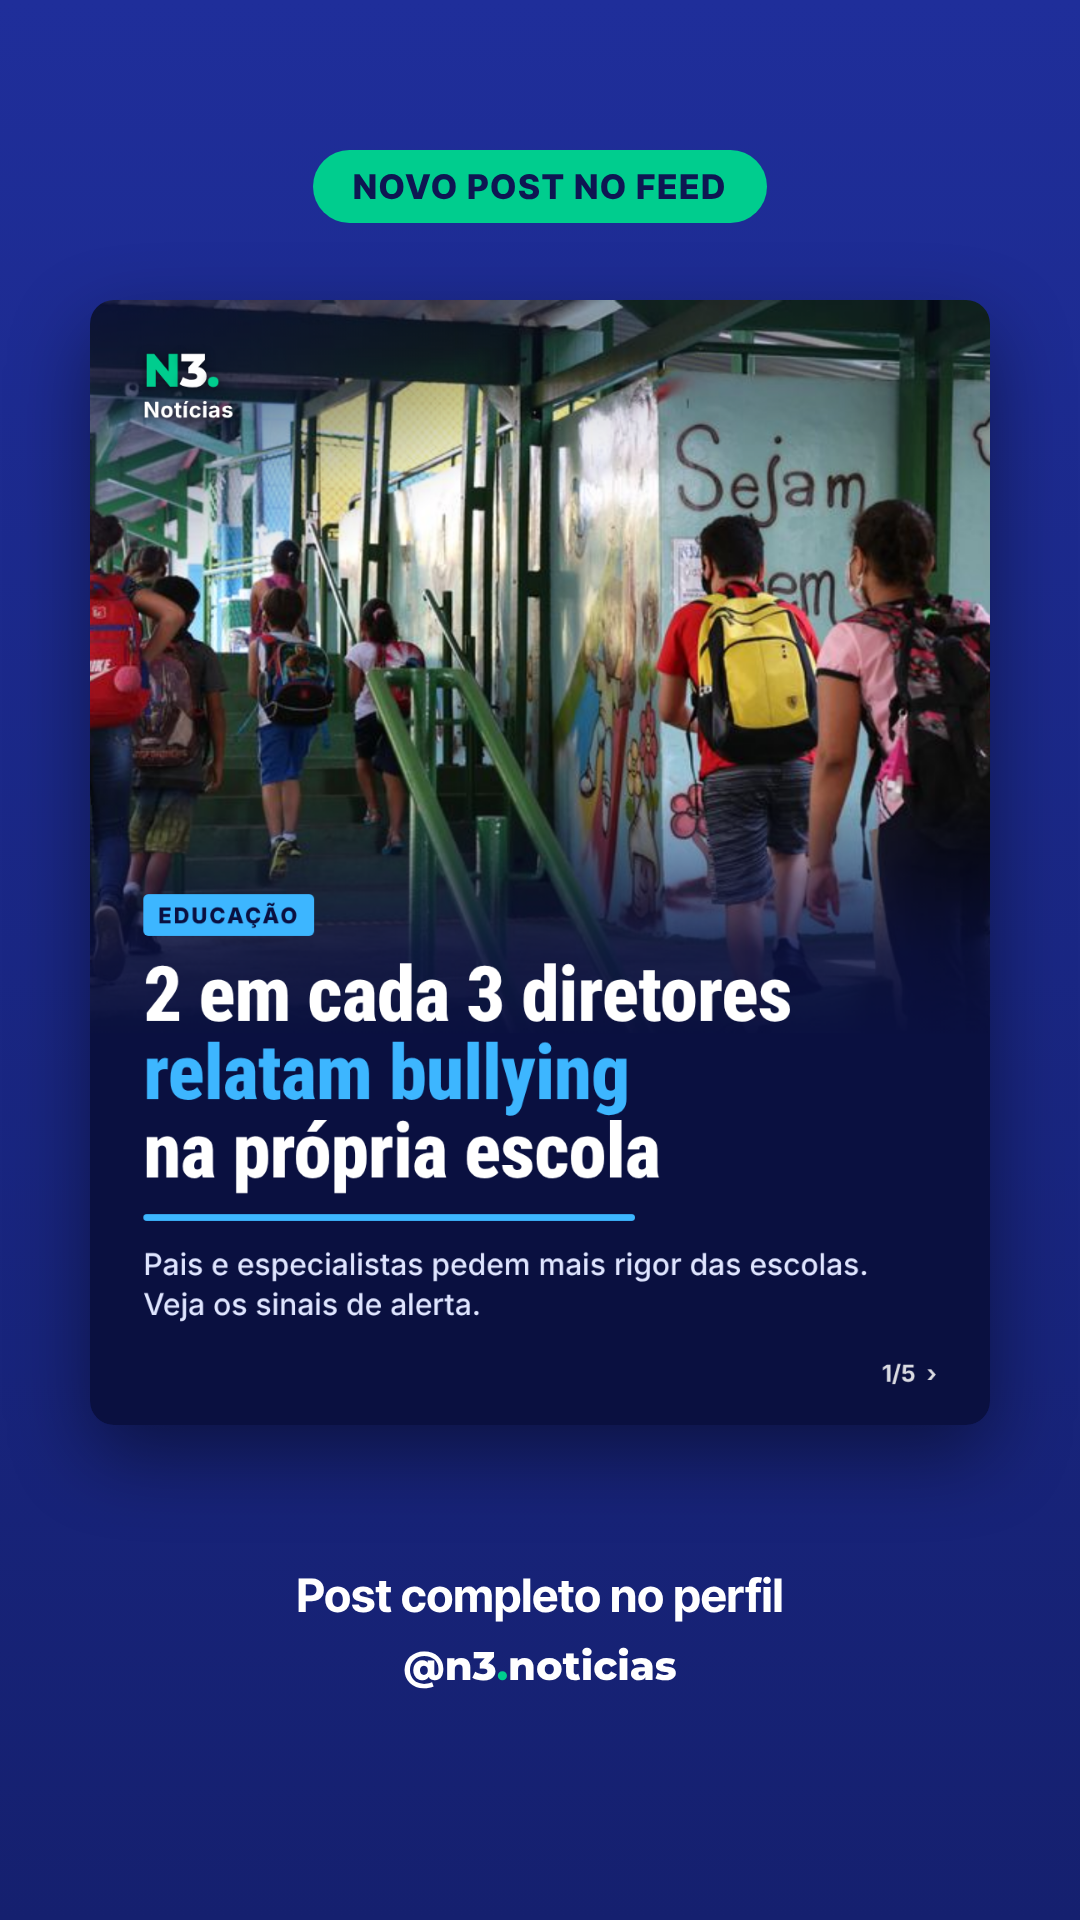 NOVO POST NO FEED
N3.
Notícias
Sejam
em
NIKE
EDUCAÇÃO
2 em cada 3 diretores
relatam bullying
na própria escola
Pais e especialistas pedem mais rigor das escolas.
Veja os sinais de alerta.
1/5 ›
Post completo no perfil
@n3.noticias